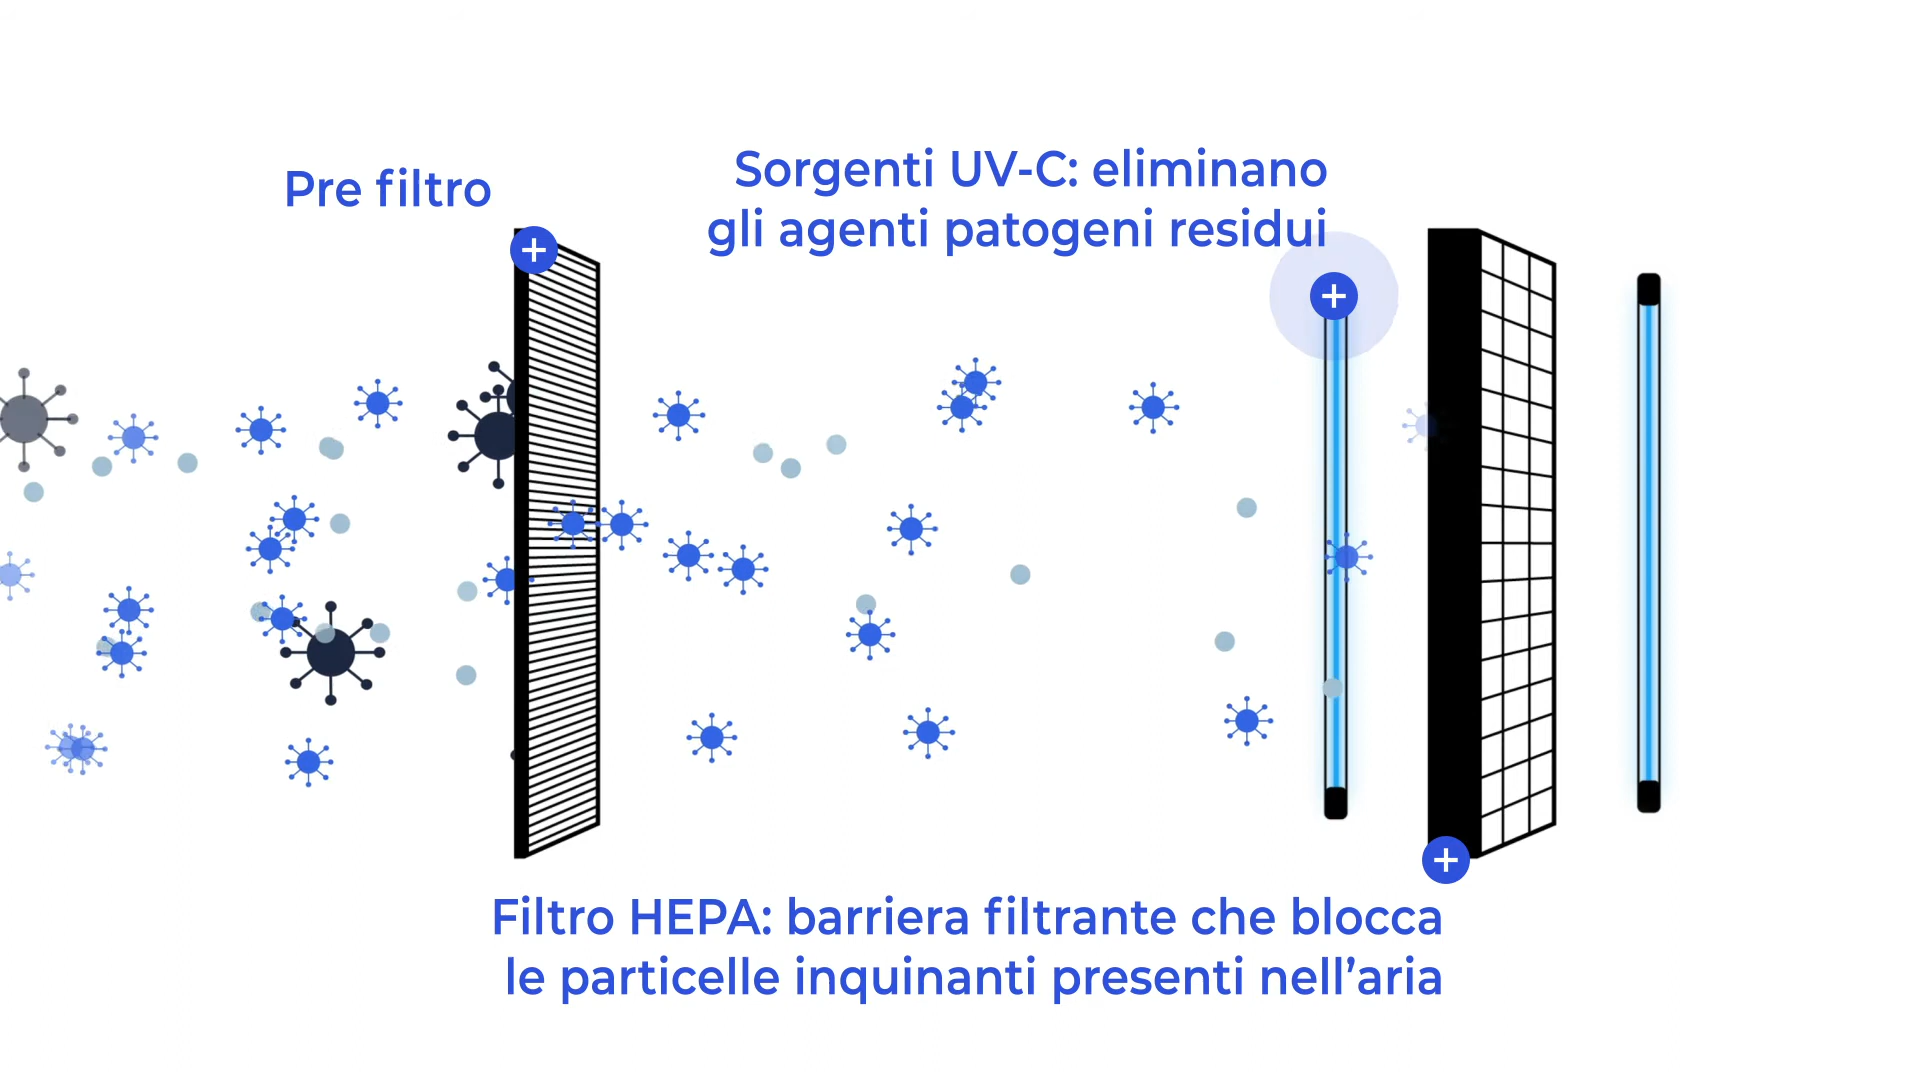 Pre filtro
Sorgenti UV-C: eliminano
gli agenti patogeni residui
Filtro HEPA: barriera filtrante che blocca
le particelle inquinanti presenti nell’aria